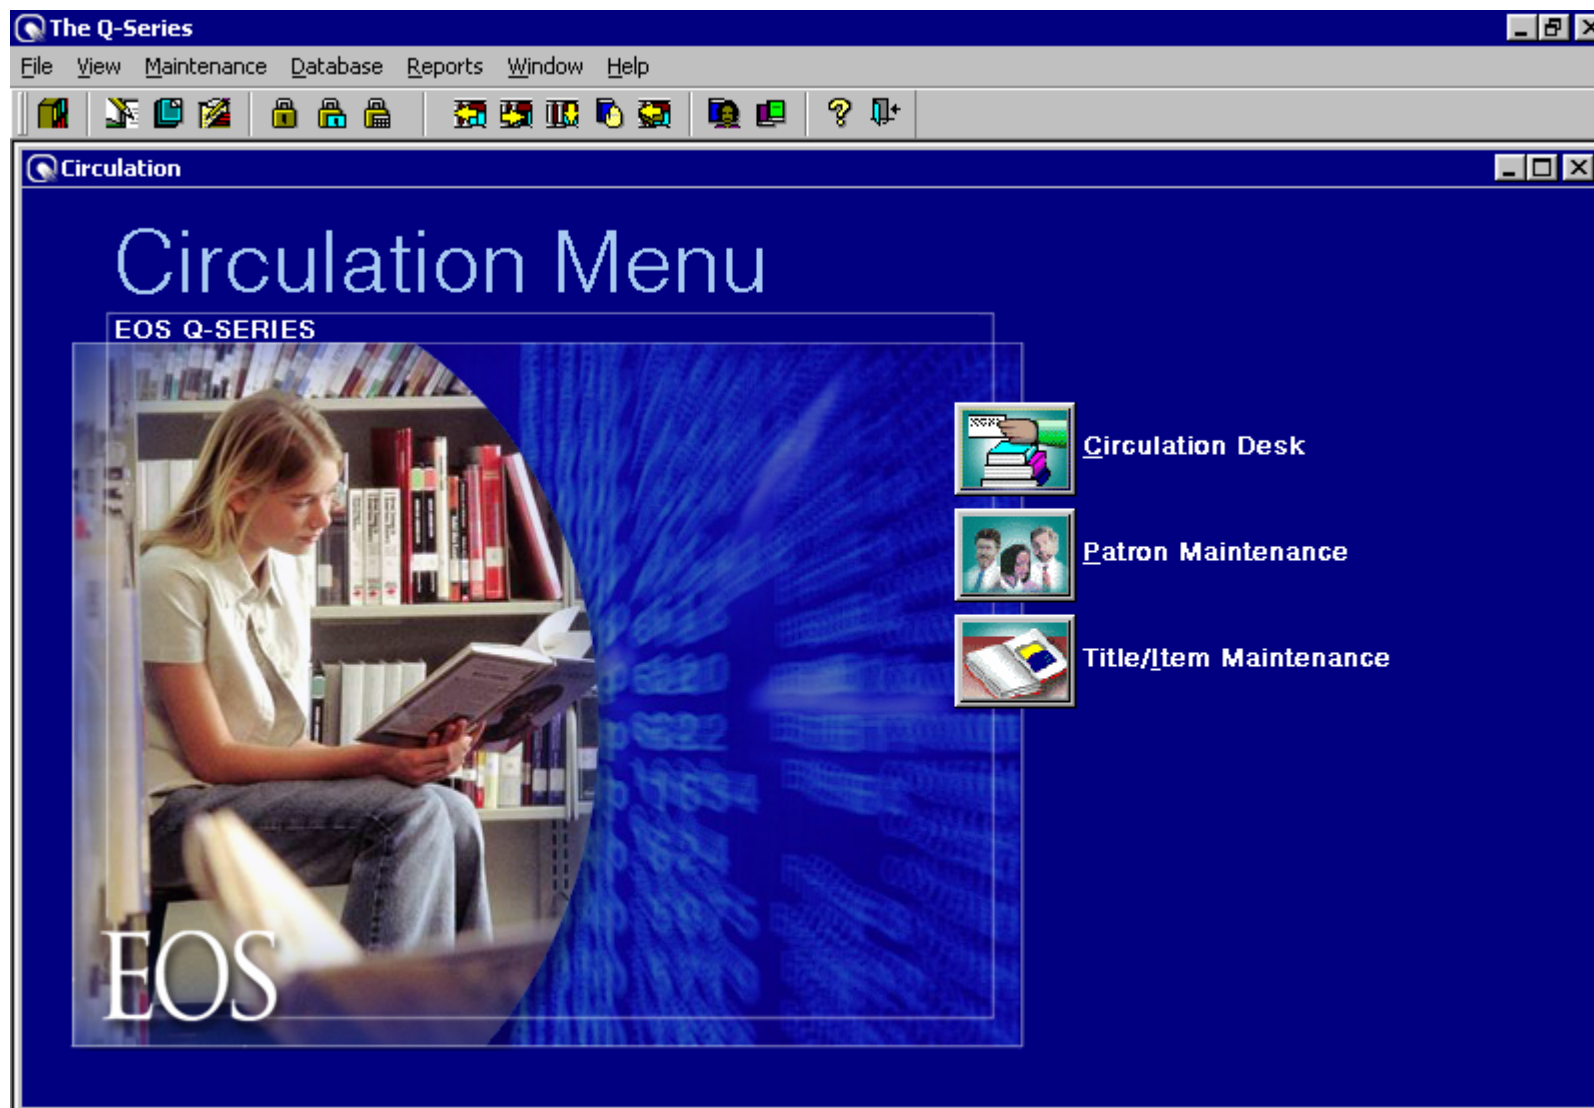 The Q-Series
File View Maintenance Database Reports Window Help
Circulation
Circulation Menu
EOS Q-SERIES
Circulation Desk
Patron Maintenance
Title/Item Maintenance
EOS